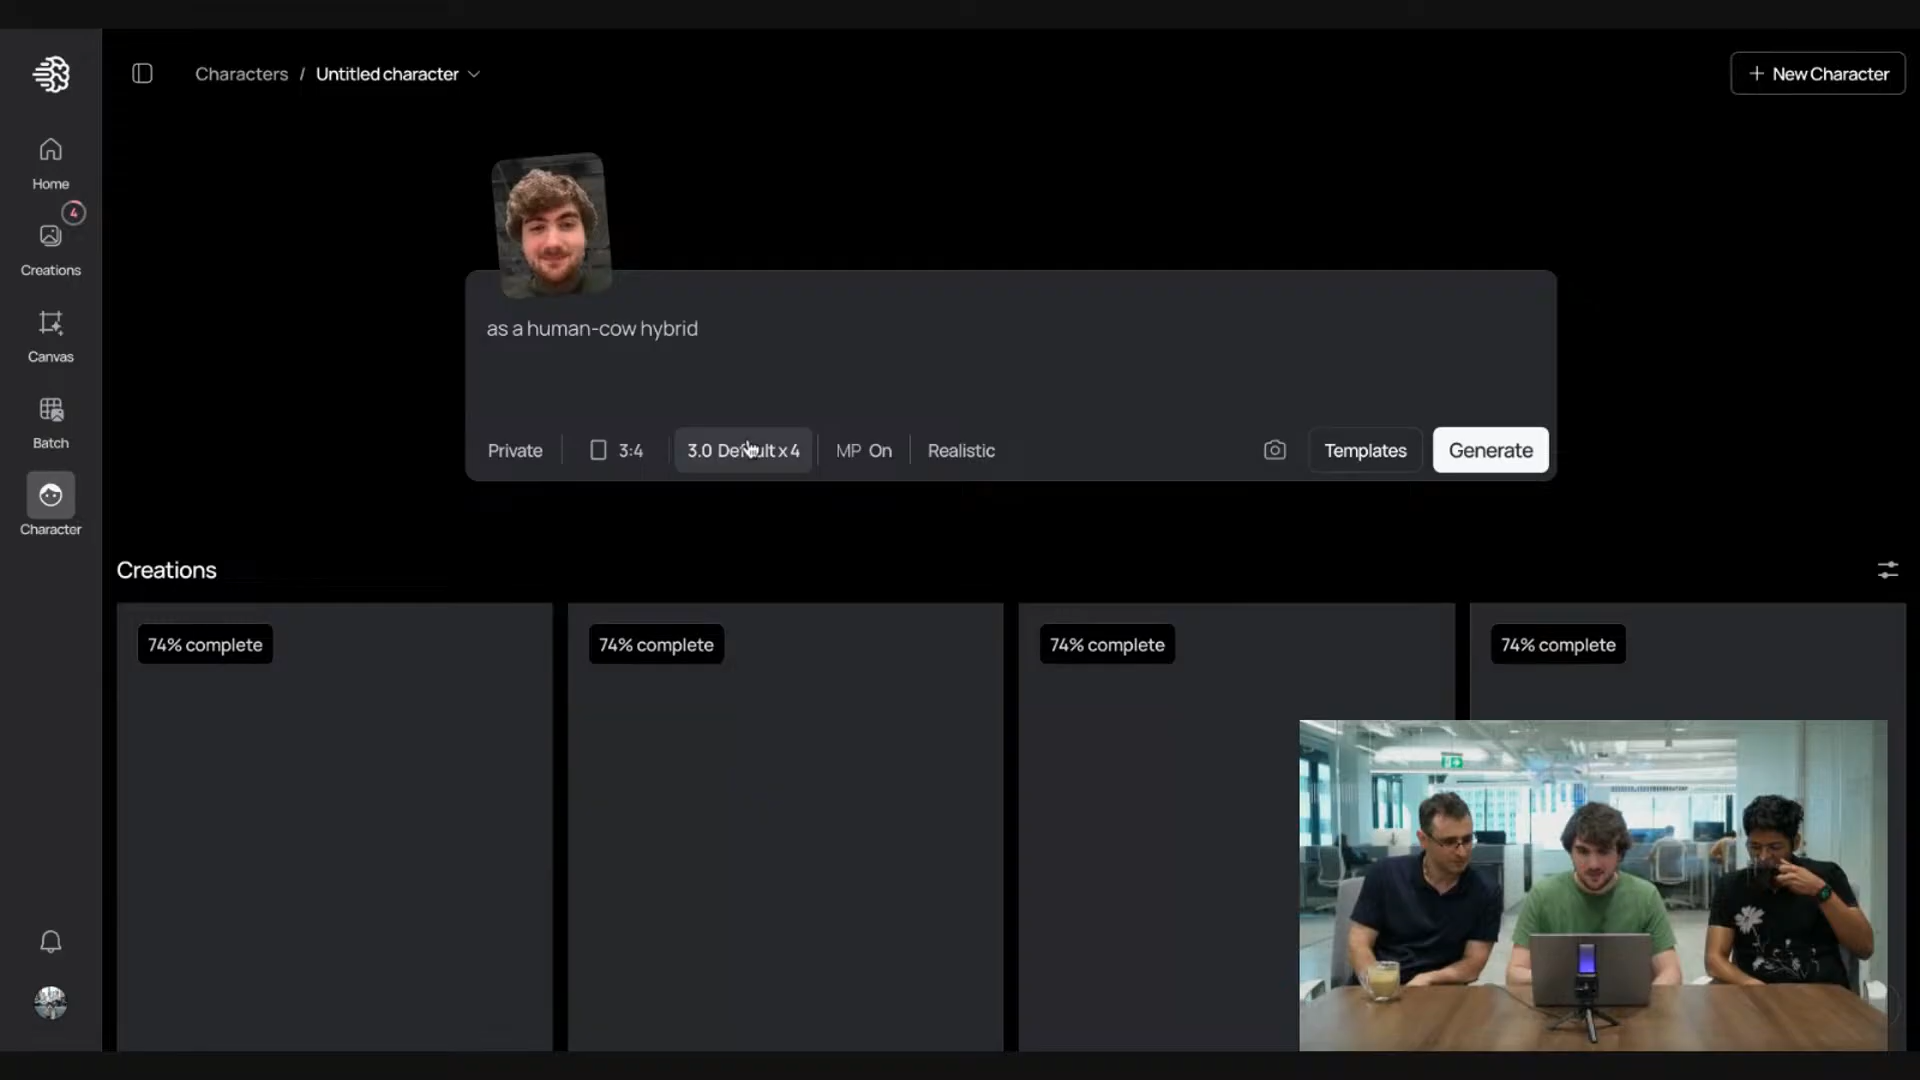 Characters / Untitled character
+ New Character
Home
4
Creations
Canvas
Batch
Character
as a human-cow hybrid
Private
3:4
3.0 Default x 4
MP On
Realistic
Templates
Generate
Creations
74% complete
74% complete
74% complete
74% complete